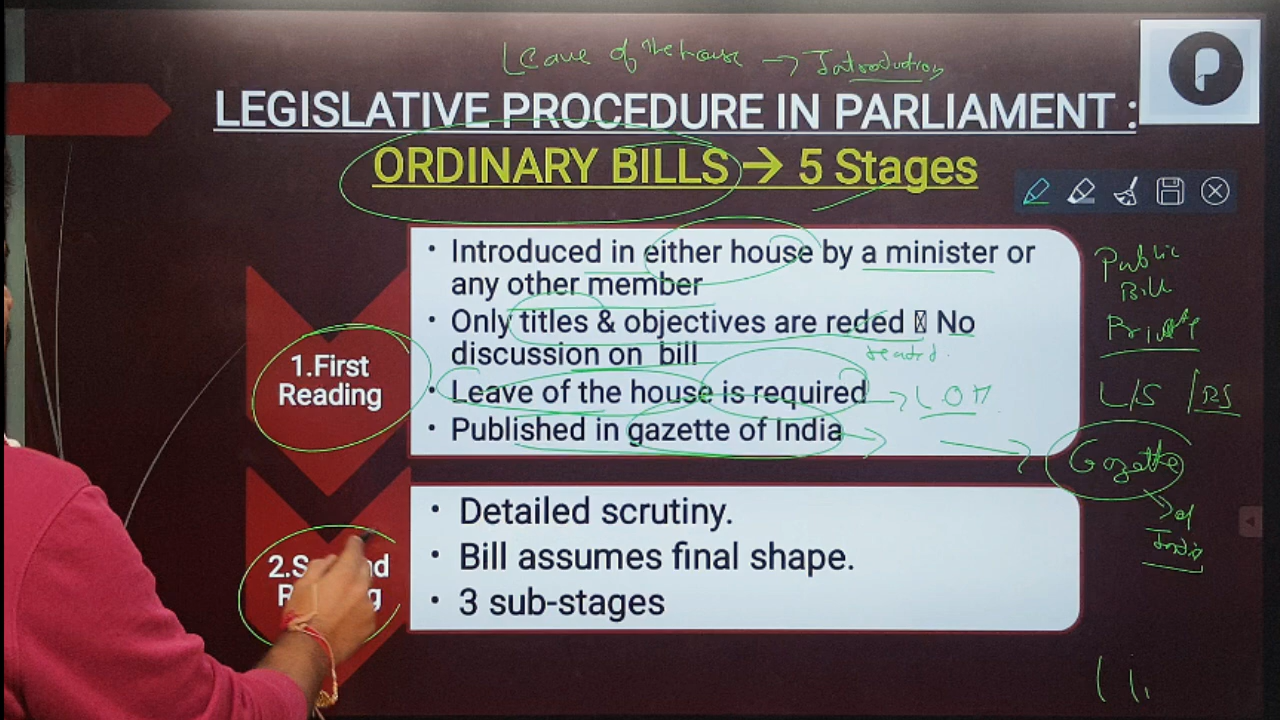 Leave of the house → Introduction
LEGISLATIVE PROCEDURE IN PARLIAMENT :
ORDINARY BILLS → 5 Stages
1.First
Reading
• Introduced in either house by a minister or
any other member
• Only titles & objectives are reded No
discussion on bill
• Leave of the house is required
• Published in gazette of India
Public
Bill
Private
L/S / RS
Gazette
of
India
• Detailed scrutiny.
• Bill assumes final shape.
• 3 sub-stages
P